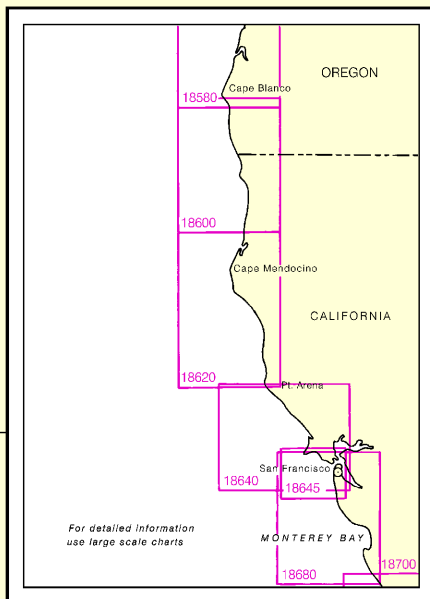 OREGON
Cape Blanco
18580
18600
Cape Mendocino
CALIFORNIA
18620
Pt. Arena
San Francisco
18640
18645
For detailed information
use large scale charts
MONTEREY BAY
18700
18680